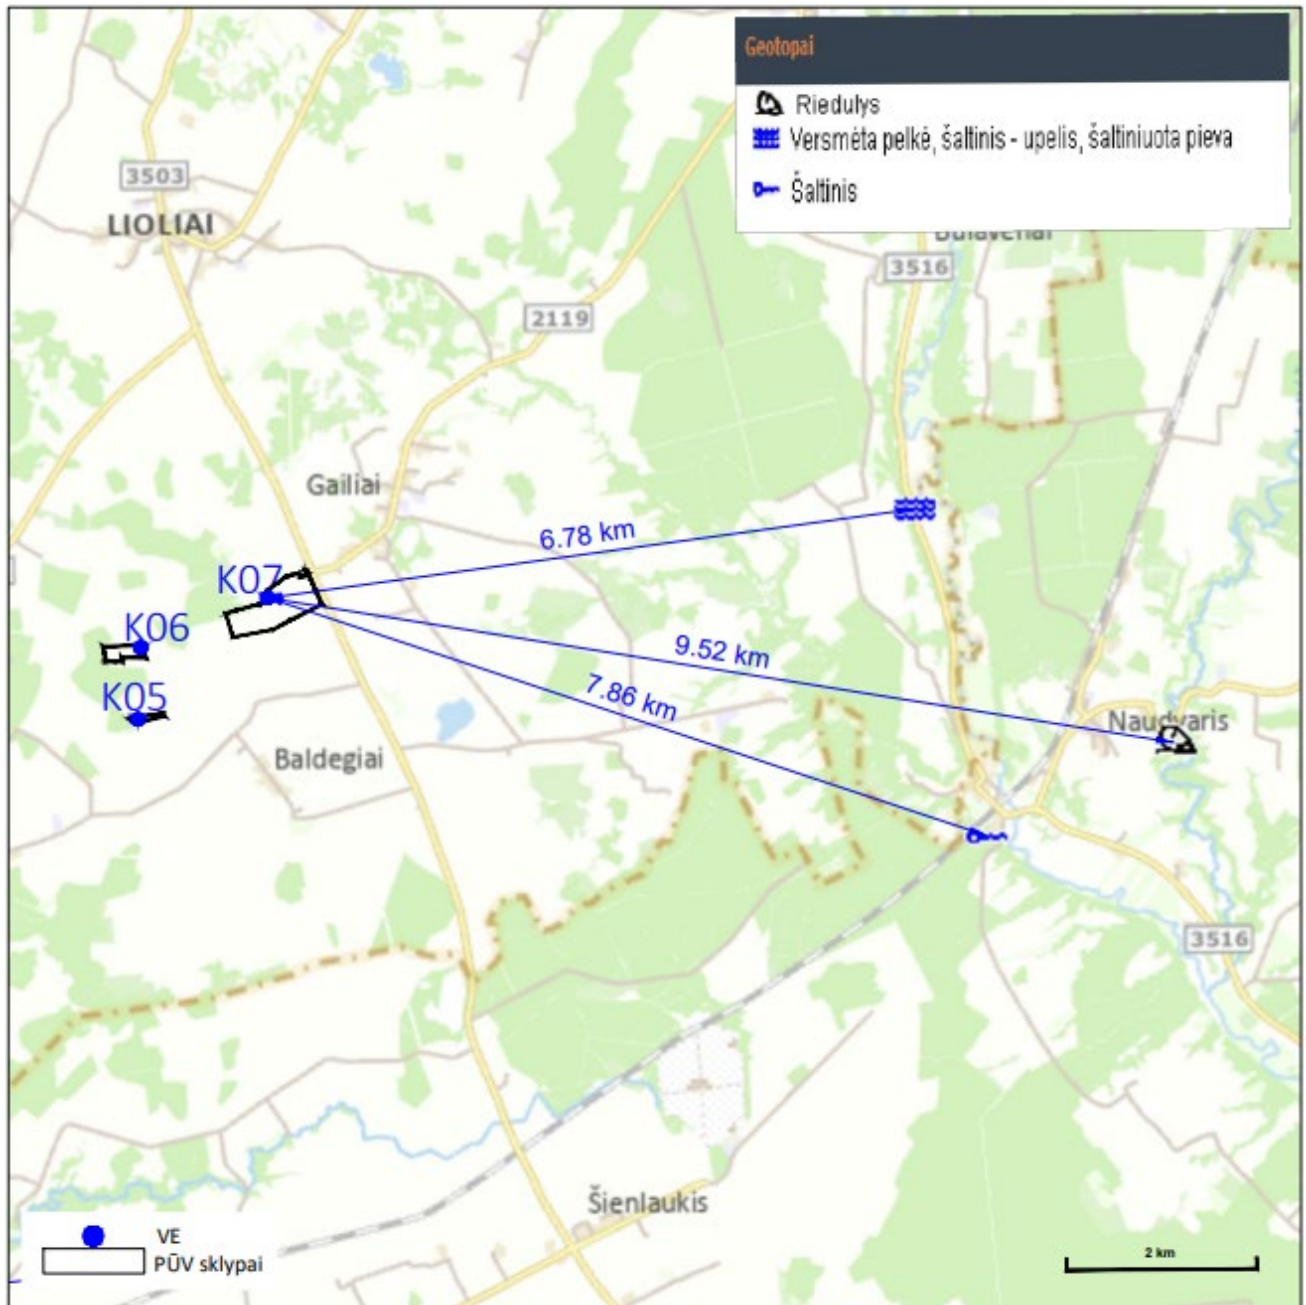 Geotopai
Riedulys
Versmėta pelkė, šaltinis - upelis, šaltiniuota pieva
Šaltinis
3503
LIOLIAI
3516
2119
Gailiai
6.78 km
K07
K06
9.52 km
K05
7.86 km
Naudvaris
Baldegiai
3516
Šienlaukis
VE
PŪV sklypai
2 km